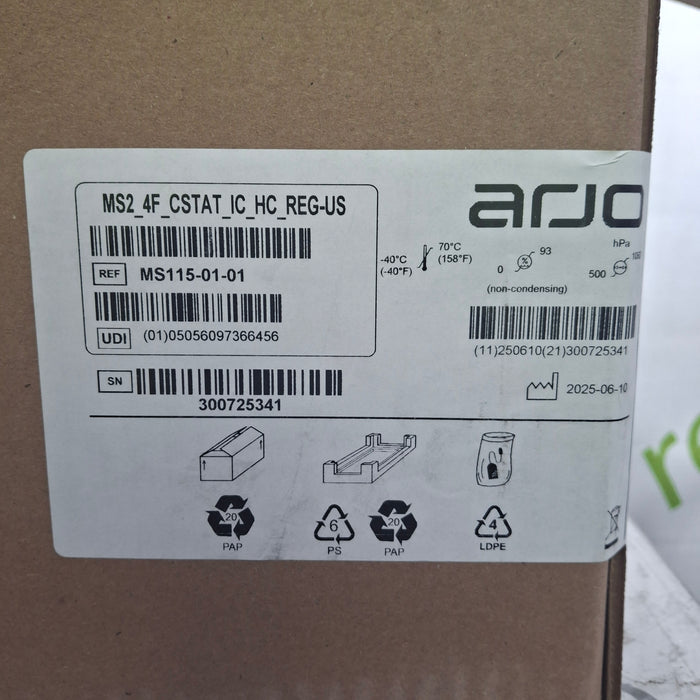 MS2_4F_CSTAT_IC_HC_REG-US
REF MS115-01-01
UDI (01)05056097366456
SN
300725341
arjo
-40°C
(-40°F)
70°C
(158°F)
0 % 93
(non-condensing)
hPa
500
(11)250610(21)300725341
2025-06-10
20
PAP
6
PS
20
PAP
4
LDPE
re